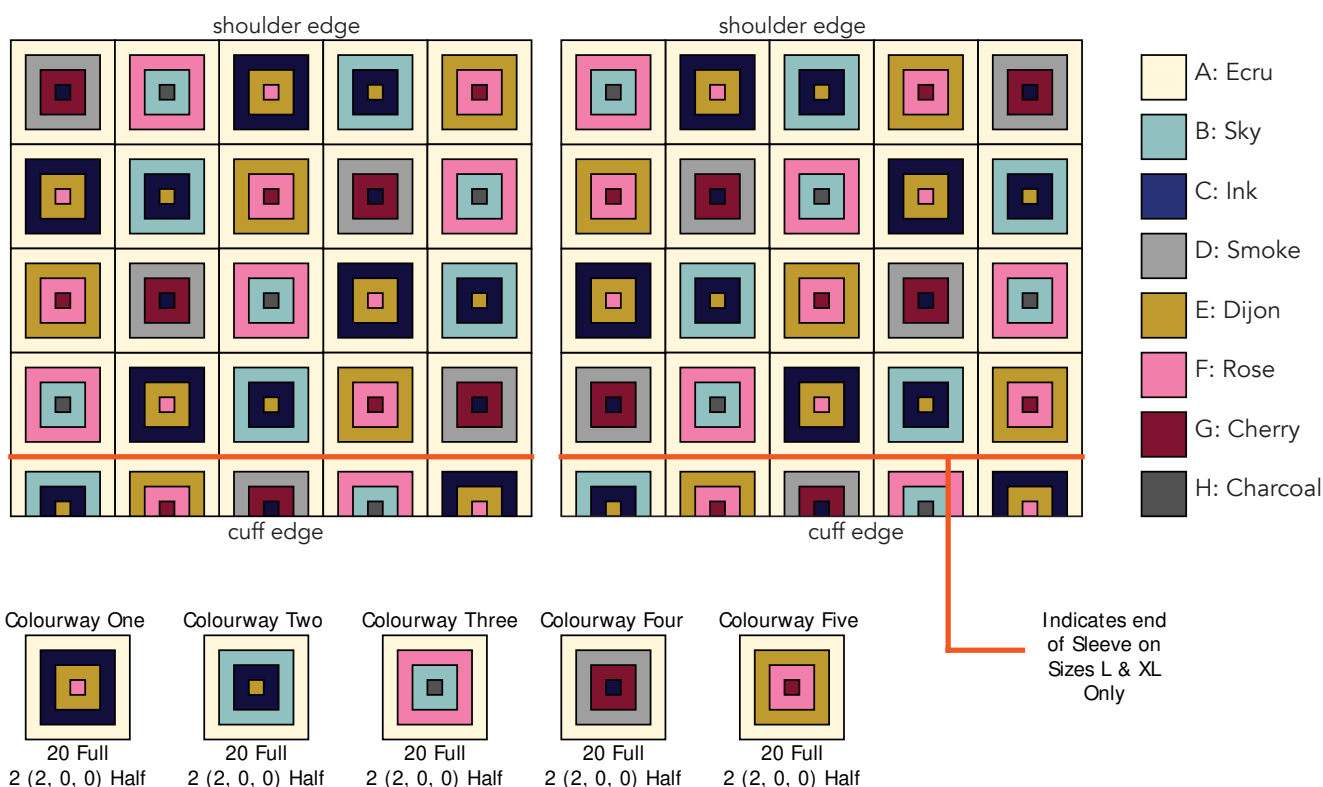 shoulder edge
shoulder edge
A: Ecru
B: Sky
C: Ink
D: Smoke
E: Dijon
F: Rose
G: Cherry
H: Charcoal
cuff edge
cuff edge
Colourway One
20 Full
2 (2, 0, 0) Half
Colourway Two
20 Full
2 (2, 0, 0) Half
Colourway Three
20 Full
2 (2, 0, 0) Half
Colourway Four
20 Full
2 (2, 0, 0) Half
Colourway Five
20 Full
2 (2, 0, 0) Half
Indicates end
of Sleeve on
Sizes L & XL
Only